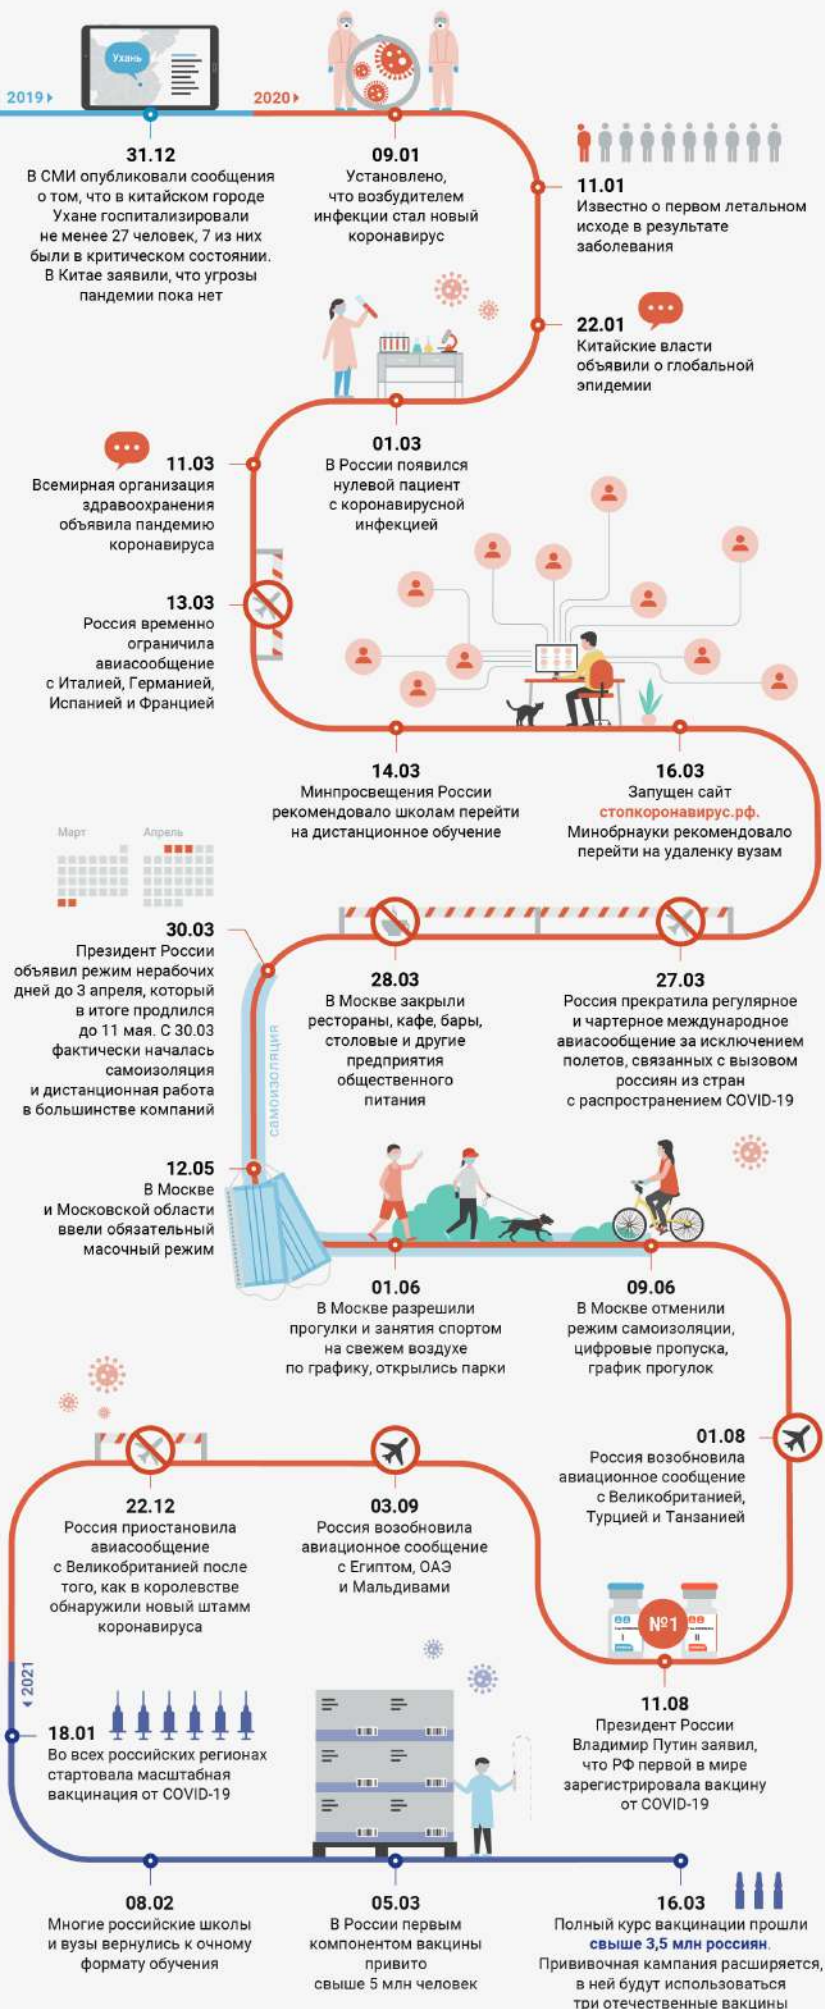 Ухань
2019
2020
31.12
В СМИ опубликовали сообщения
о том, что в китайском городе
Ухане госпитализировали
не менее 27 человек, 7 из них
были в критическом состоянии.
В Китае заявили, что угрозы
пандемии пока нет
09.01
Установлено,
что возбудителем
инфекции стал новый
коронавирус
11.01
Известно о первом летальном
исходе в результате
заболевания
22.01
Китайские власти
объявили о глобальной
эпидемии
01.03
В России появился
нулевой пациент
с коронавирусной
инфекцией
11.03
Всемирная организация
здравоохранения
объявила пандемию
коронавируса
13.03
Россия временно
ограничила
авиасообщение
с Италией, Германией,
Испанией и Францией
14.03
Минпросвещения России
рекомендовало школам перейти
на дистанционное обучение
16.03
Запущен сайт
стопкоронавирус.рф.
Минобрнауки рекомендовало
перейти на удаленку вузам
27.03
Россия прекратила регулярное
и чартерное международное
авиасообщение за исключением
полетов, связанных с вызовом
россиян из стран
с распространением COVID-19
28.03
В Москве закрыли
рестораны, кафе, бары,
столовые и другие
предприятия
общественного
питания
Март
Апрель
30.03
Президент России
объявил режим нерабочих
дней до 3 апреля, который
в итоге продлился
до 11 мая. С 30.03
фактически началась
самоизоляция
и дистанционная работа
в большинстве компаний
самоизоляция
12.05
В Москве
и Московской области
ввели обязательный
масочный режим
01.06
В Москве разрешили
прогулки и занятия спортом
на свежем воздухе
по графику, открылись парки
09.06
В Москве отменили
режим самоизоляции,
цифровые пропуска,
график прогулок
01.08
Россия возобновила
авиационное сообщение
с Великобританией,
Турцией и Танзанией
I
№1
II
11.08
Президент России
Владимир Путин заявил,
что РФ первой в мире
зарегистрировала вакцину
от COVID-19
03.09
Россия возобновила
авиационное сообщение
с Египтом, ОАЭ
и Мальдивами
22.12
Россия приостановила
авиасообщение
с Великобританией после
того, как в королевстве
обнаружили новый штамм
коронавируса
2021
18.01
Во всех российских регионах
стартовала масштабная
вакцинация от COVID-19
08.02
Многие российские школы
и вузы вернулись к очному
формату обучения
05.03
В России первым
компонентом вакцины
привито
свыше 5 млн человек
16.03
Полный курс вакцинации прошли
свыше 3,5 млн россиян.
Прививочная кампания расширяется,
в ней будут использоваться
три отечественные вакцины